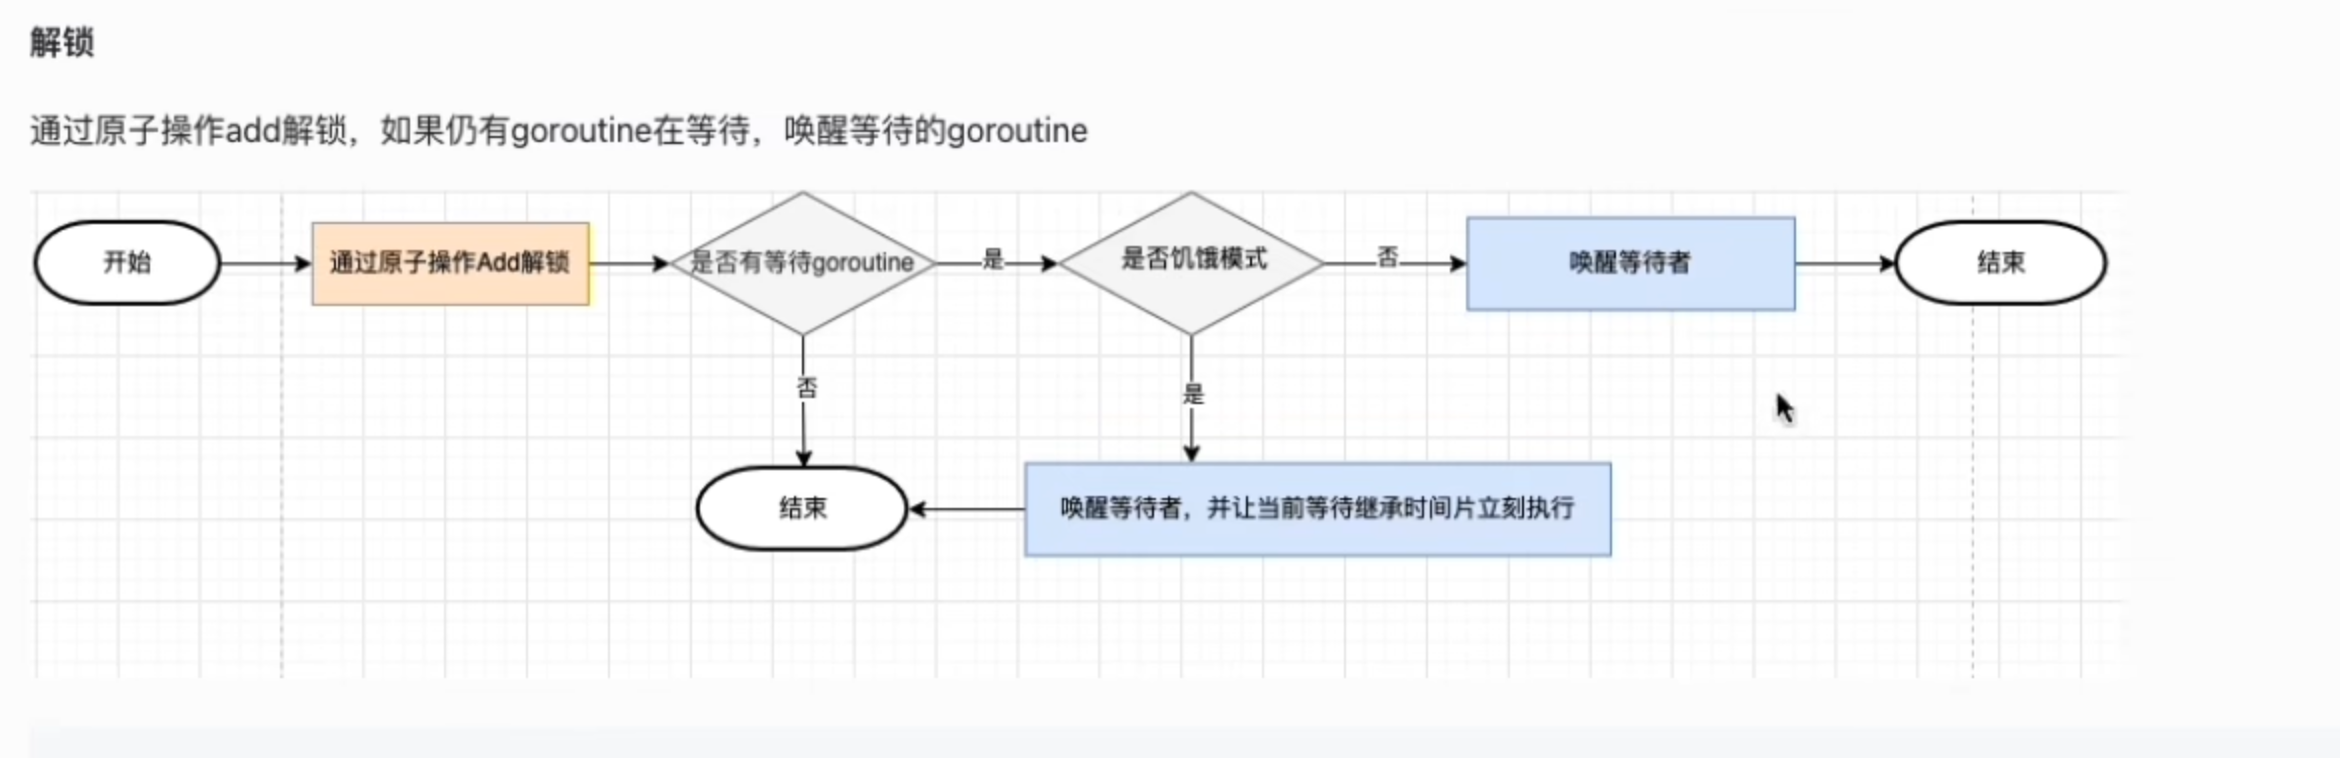 解锁
通过原子操作add解锁，如果仍有goroutine在等待，唤醒等待的goroutine
开始
通过原子操作Add解锁
是否有等待goroutine
是
是否饥饿模式
否
唤醒等待者
结束
否
是
结束
唤醒等待者，并让当前等待继承时间片立刻执行